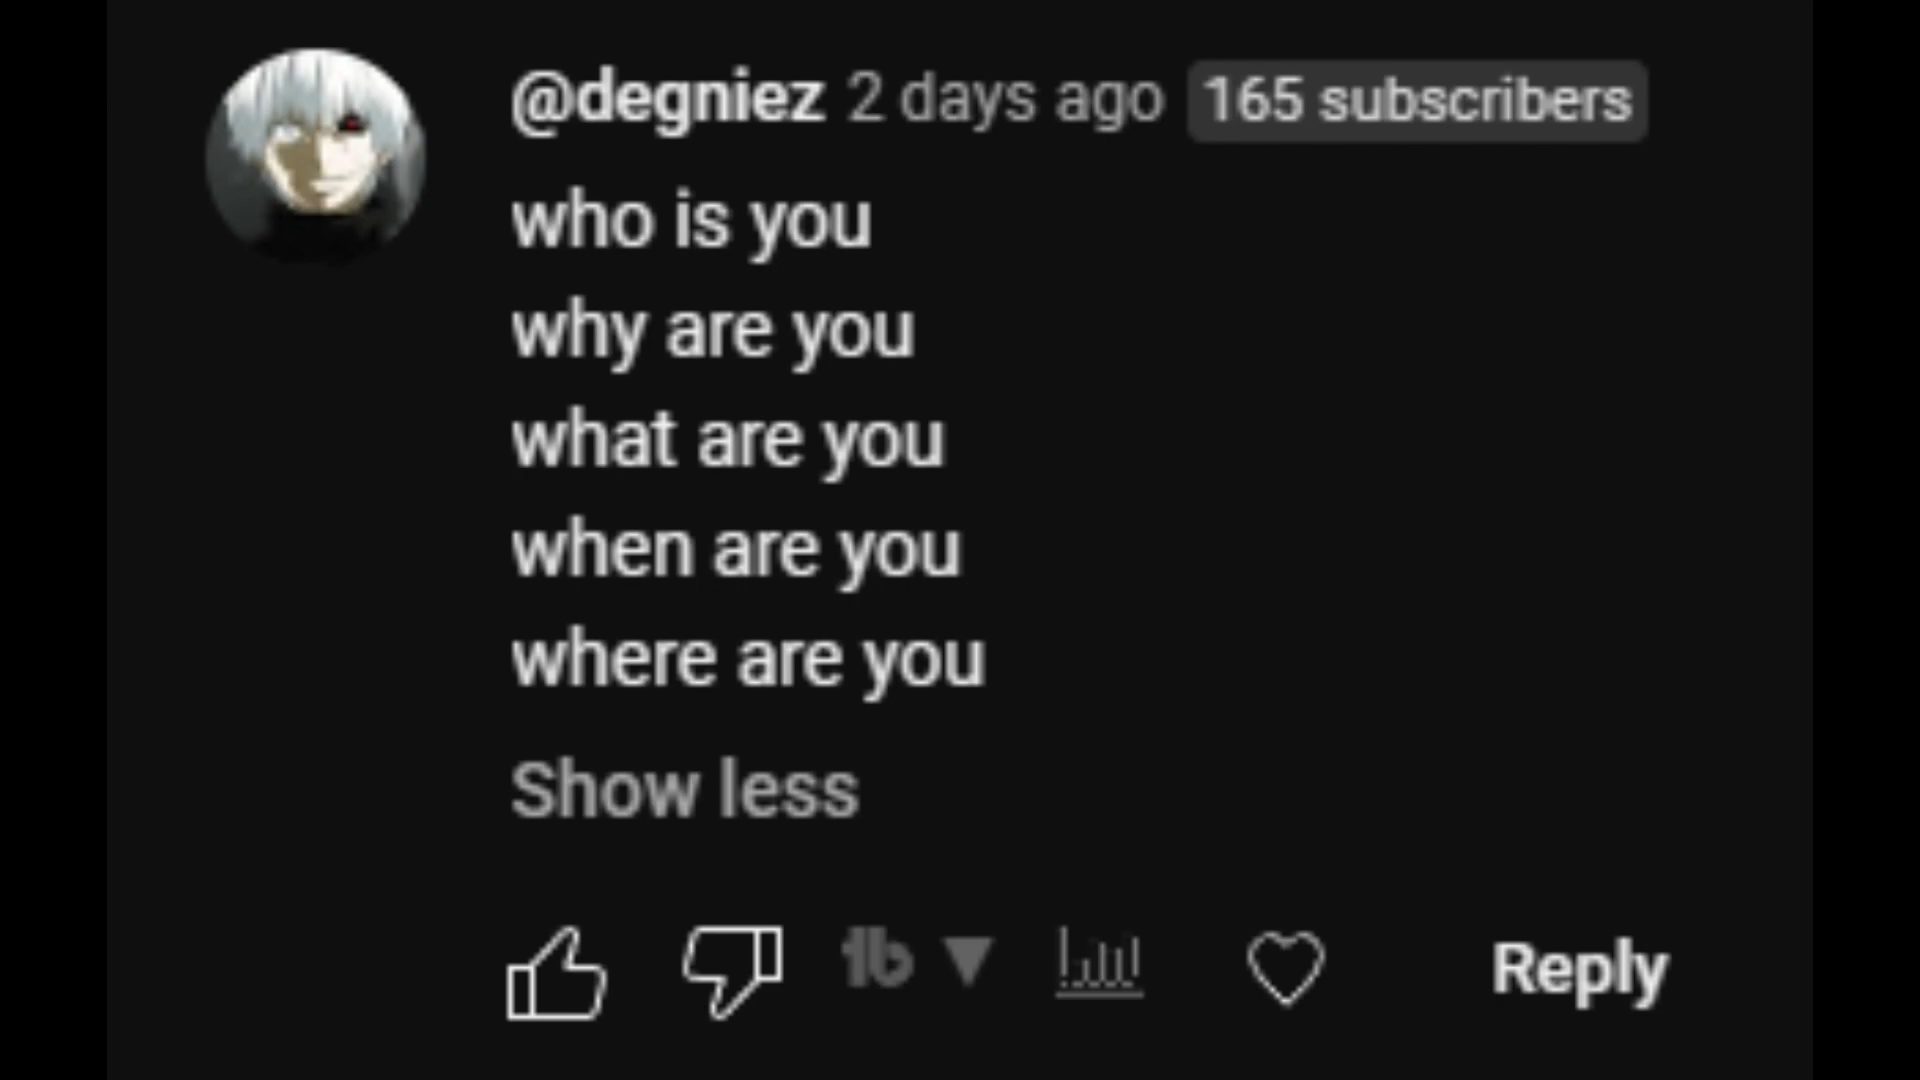 @degniez 2 days ago 165 subscribers
who is you
why are you
what are you
when are you
where are you
Show less
tb Reply